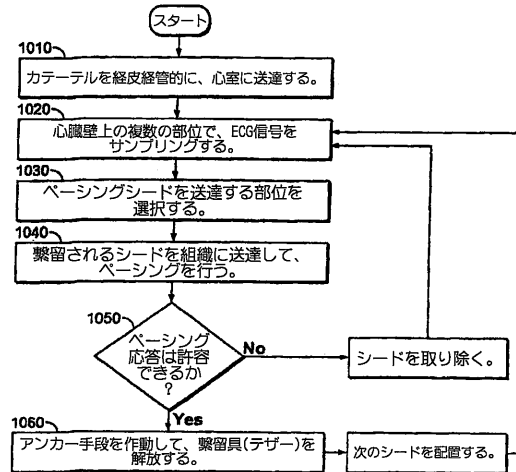 スタート
1010
カテーテルを経皮経管的に、心室に送達する。
1020
心臓壁上の複数の部位で、ECG信号を
サンプリングする。
1030
ペーシングシードを送達する部位を
選択する。
1040
繋留されるシードを組織に送達して、
ペーシングを行う。
1050
ペーシング
応答は許容
できるか
?
No
シードを取り除く。
Yes
1060
アンカー手段を作動して、繋留具(テザー)を
解放する。
次のシードを配置する。